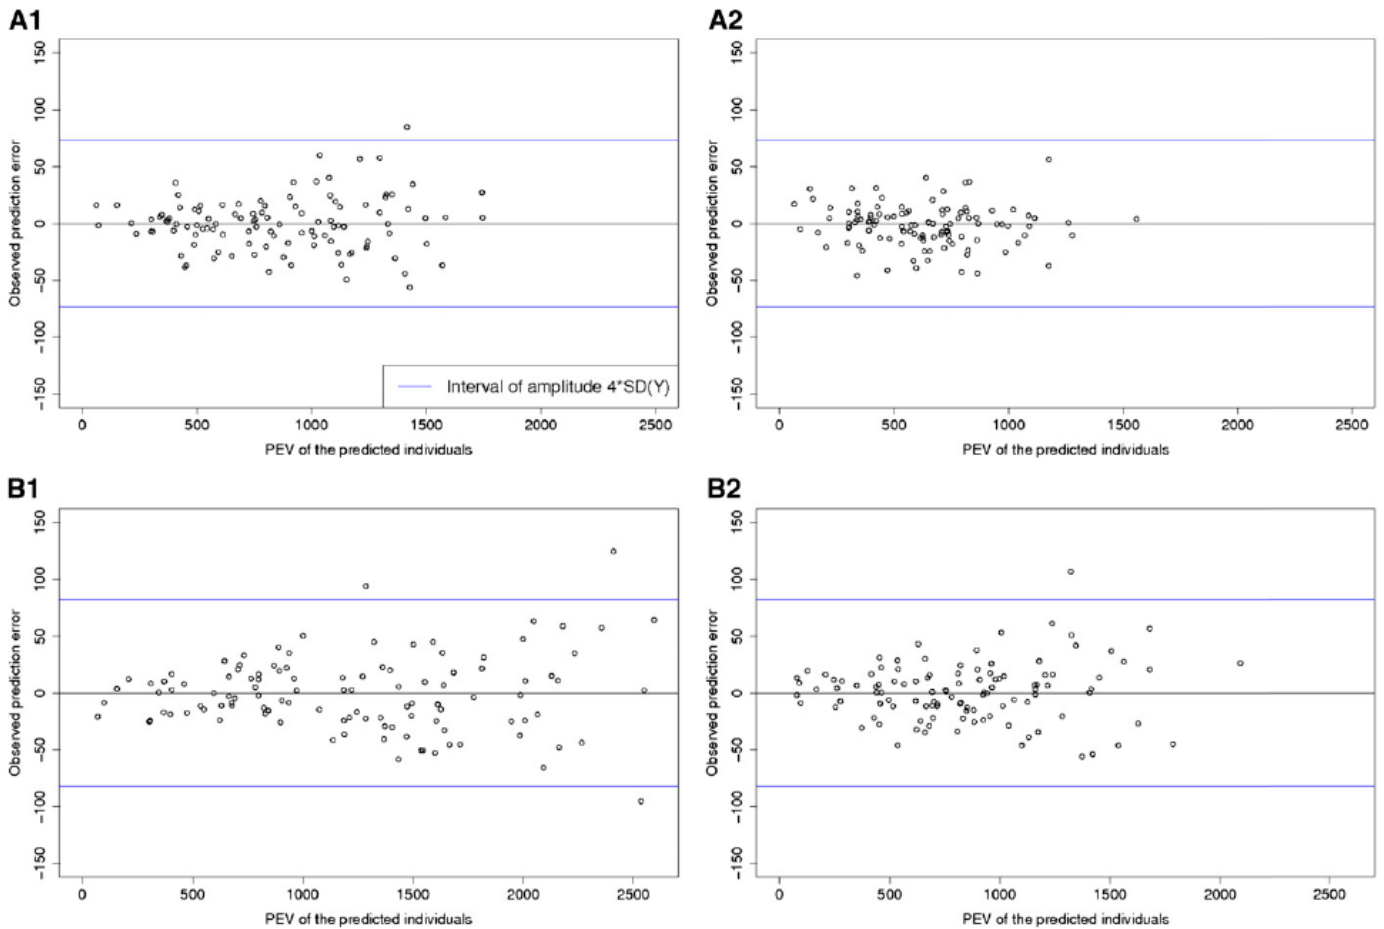 A1
150
100
50
0
−50
−100
−150
Observed prediction error
Interval of amplitude 4*SD(Y)
0 500 1000 1500 2000 2500
PEV of the predicted individuals
A2
150
100
50
0
−50
−100
−150
Observed prediction error
0 500 1000 1500 2000 2500
PEV of the predicted individuals
B1
150
100
50
0
−50
−100
−150
Observed prediction error
0 500 1000 1500 2000 2500
PEV of the predicted individuals
B2
150
100
50
0
−50
−100
−150
Observed prediction error
0 500 1000 1500 2000 2500
PEV of the predicted individuals